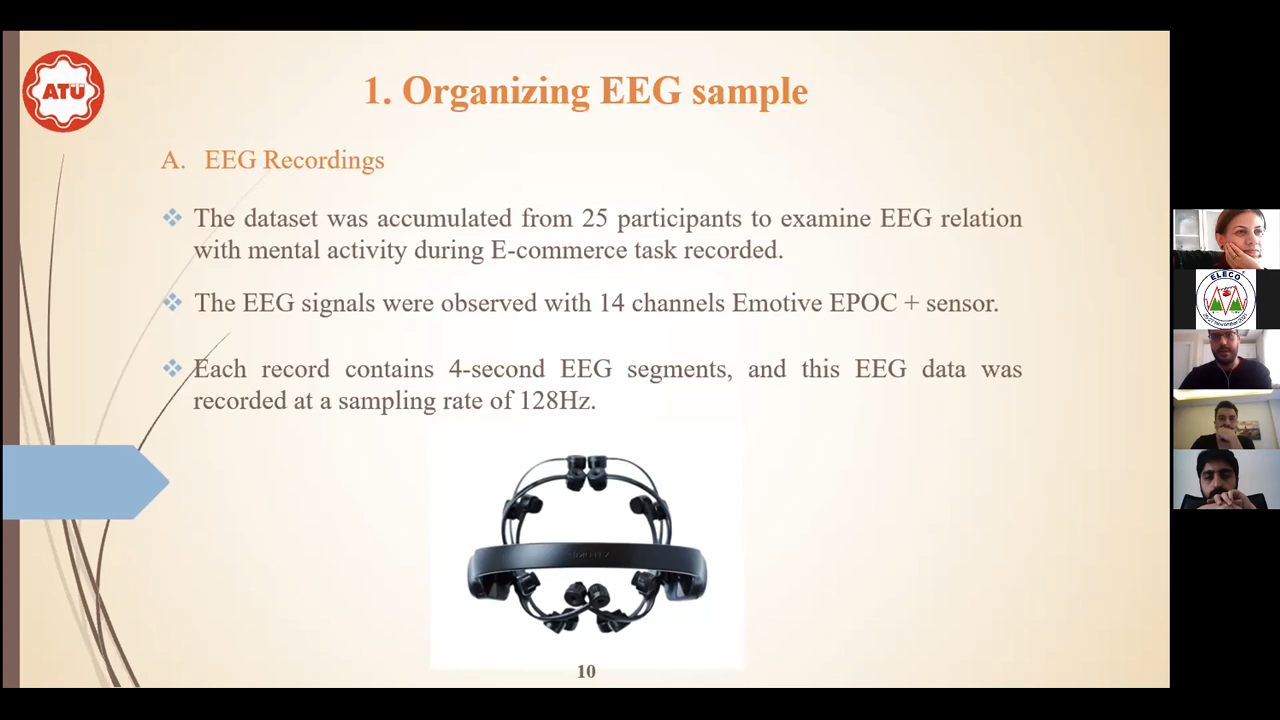 ATÜ
1. Organizing EEG sample
A. EEG Recordings
The dataset was accumulated from 25 participants to examine EEG relation
with mental activity during E-commerce task recorded.
The EEG signals were observed with 14 channels Emotive EPOC + sensor.
Each record contains 4-second EEG segments, and this EEG data was
recorded at a sampling rate of 128Hz.
10
ELECO